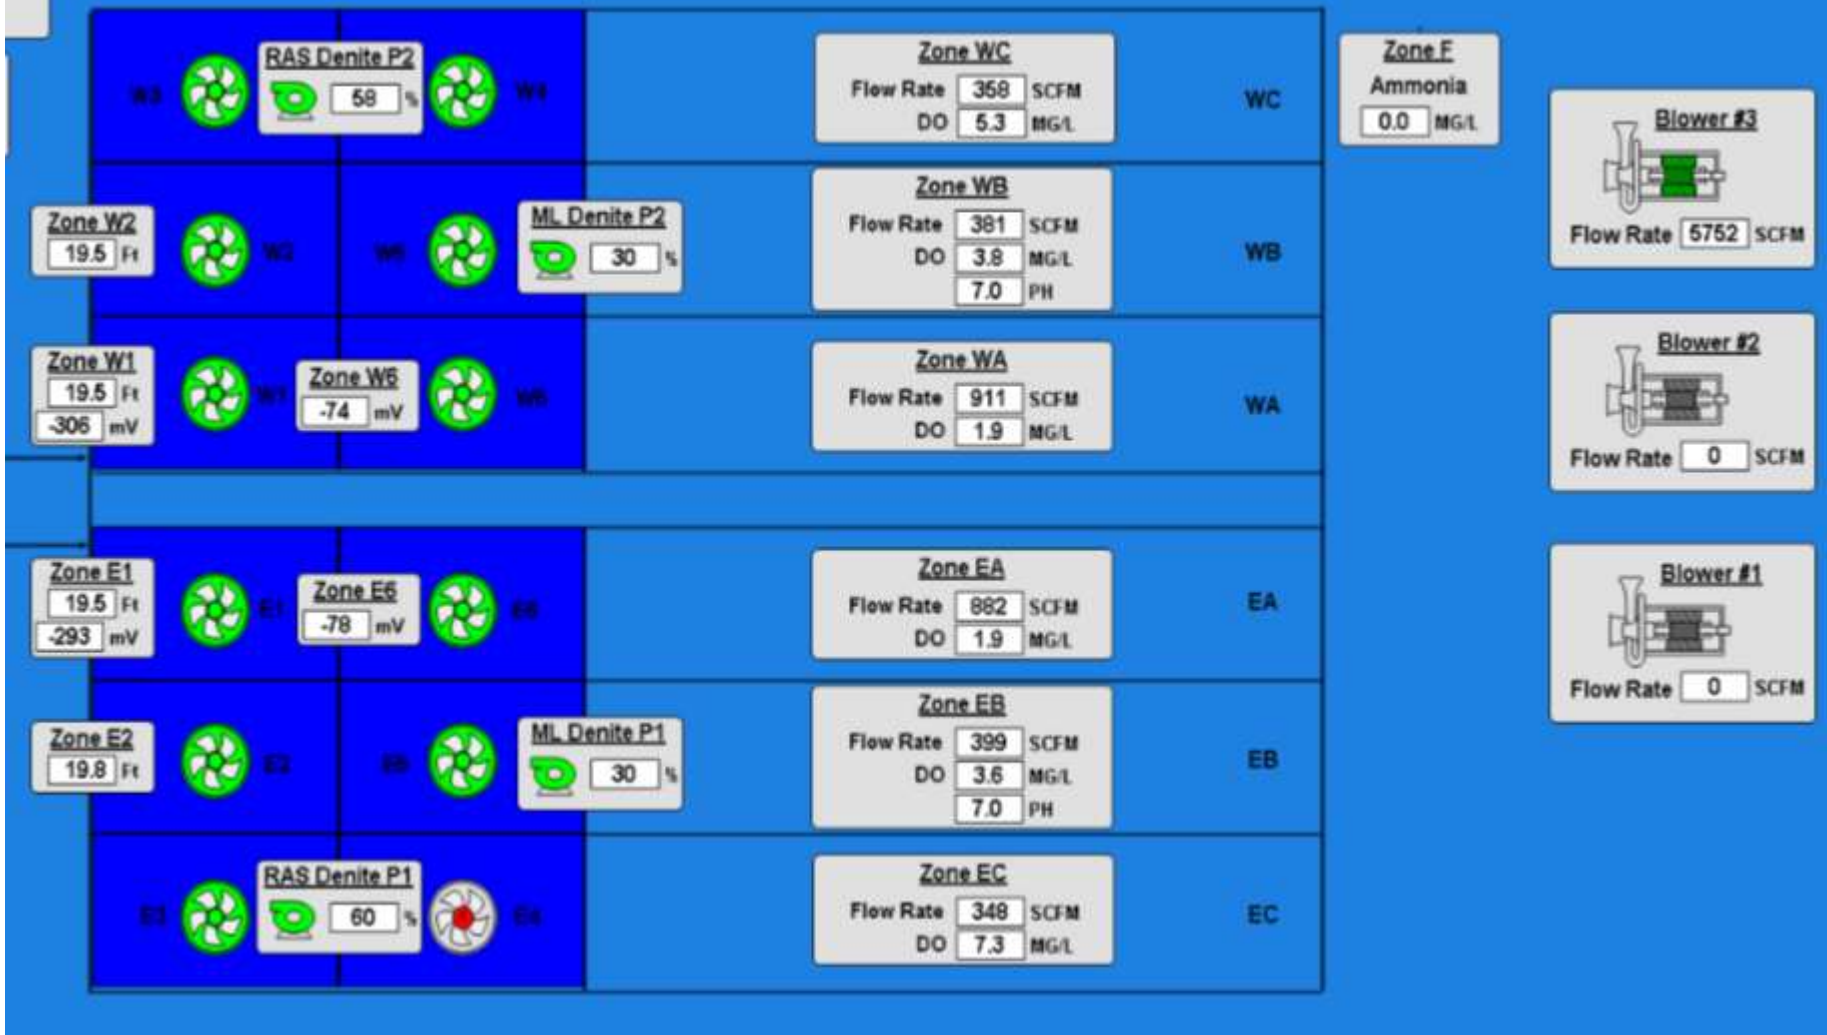 W3
RAS Denite P2
58 %
W4
Zone WC
Flow Rate 358 SCFM
DO 5.3 MG/L
WC
Zone F
Ammonia
0.0 MG/L
Blower #3
Flow Rate 5752 SCFM
Zone W2
19.5 Ft
W2
W5
ML Denite P2
30 %
Zone WB
Flow Rate 381 SCFM
DO 3.8 MG/L
7.0 PH
WB
Zone W1
19.5 Ft
-306 mV
W1
Zone W6
-74 mV
W6
Zone WA
Flow Rate 911 SCFM
DO 1.9 MG/L
WA
Blower #2
Flow Rate 0 SCFM
Zone E1
19.5 Ft
-293 mV
E1
Zone E6
-78 mV
E6
Zone EA
Flow Rate 882 SCFM
DO 1.9 MG/L
EA
Blower #1
Flow Rate 0 SCFM
Zone E2
19.8 Ft
E2
E5
ML Denite P1
30 %
Zone EB
Flow Rate 399 SCFM
DO 3.6 MG/L
7.0 PH
EB
E3
RAS Denite P1
60 %
E4
Zone EC
Flow Rate 348 SCFM
DO 7.3 MG/L
EC